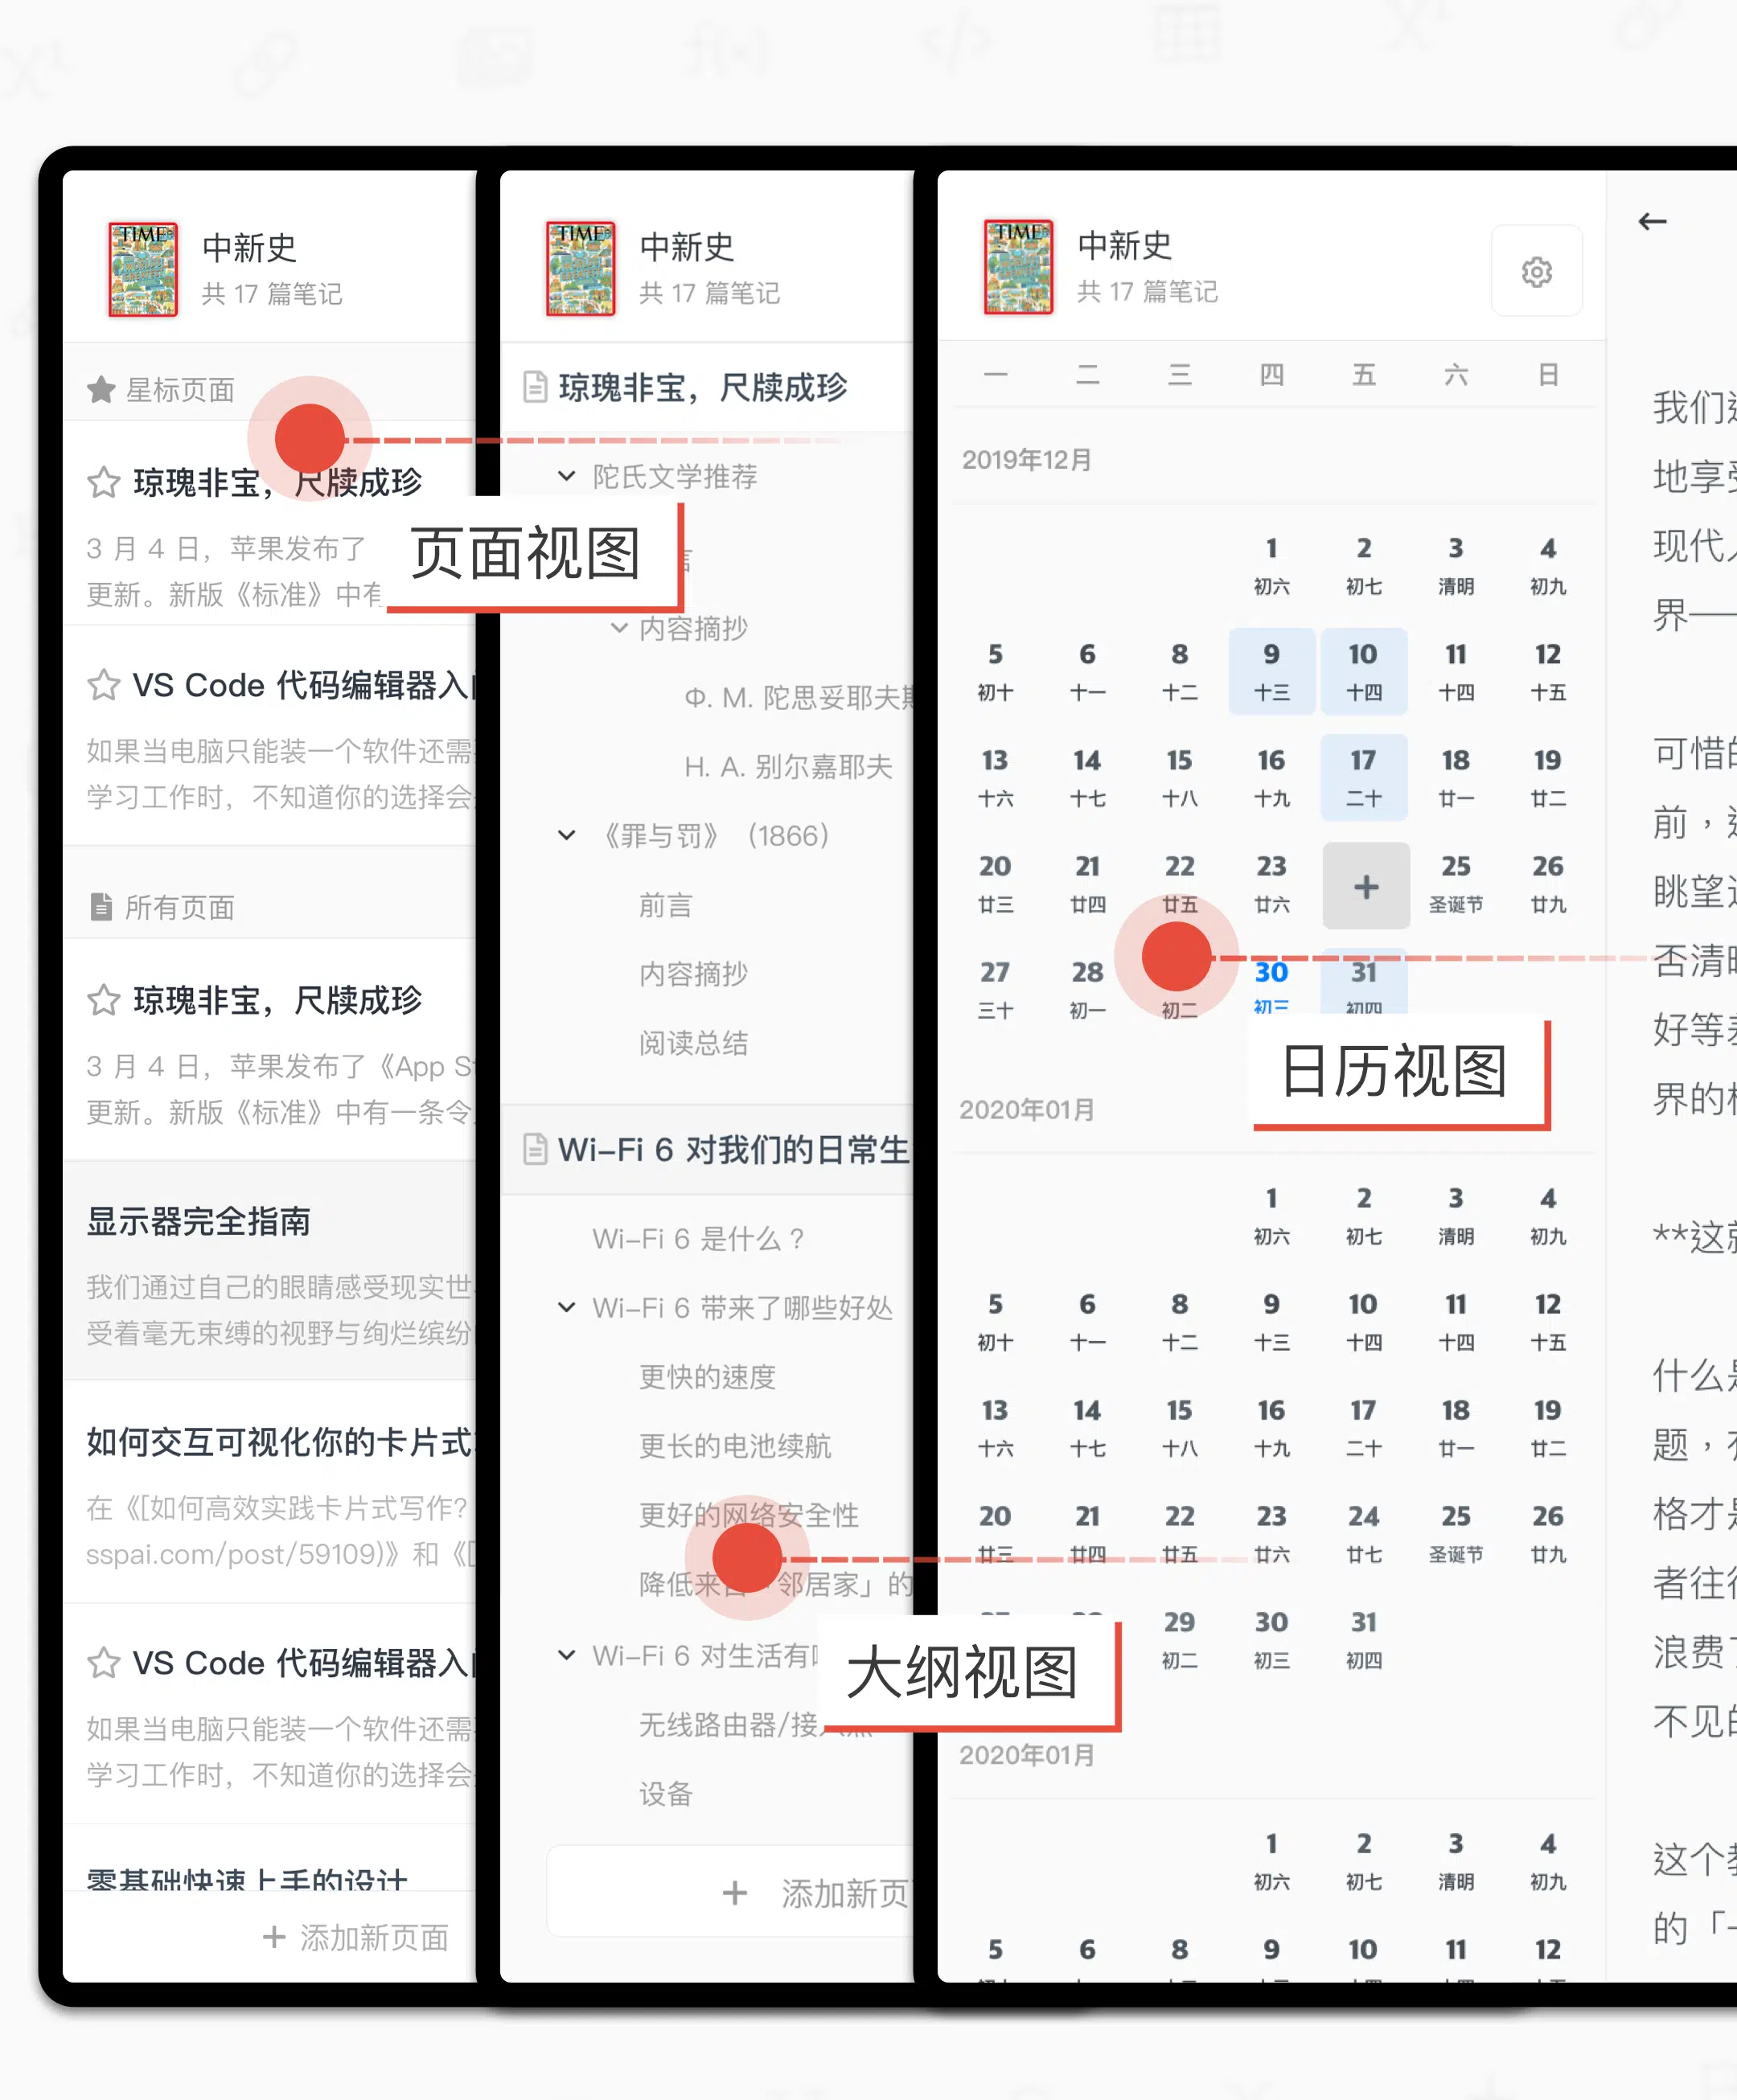 TIME
中新史
共 17 篇笔记
星标页面
琼瑰非宝，尺牍成珍
3 月 4 日，苹果发布了
更新。新版《标准》中有
VS Code 代码编辑器入
如果当电脑只能装一个软件还需
学习工作时，不知道你的选择会
所有页面
琼瑰非宝，尺牍成珍
3 月 4 日，苹果发布了《App S
更新。新版《标准》中有一条令
显示器完全指南
我们通过自己的眼睛感受现实世
受着毫无束缚的视野与绚烂缤纷
如何交互可视化你的卡片式
在《[如何高效实践卡片式写作?
sspai.com/post/59109)》和《[
VS Code 代码编辑器入
如果当电脑只能装一个软件还需
学习工作时，不知道你的选择会
零基础快速上手的设计
+ 添加新页面
页面视图
TIME
中新史
共 17 篇笔记
琼瑰非宝，尺牍成珍
陀氏文学推荐
言
内容摘抄
Ф. М. 陀思妥耶夫斯
Н. А. 别尔嘉耶夫
《罪与罚》（1866）
前言
内容摘抄
阅读总结
Wi-Fi 6 对我们的日常生
Wi-Fi 6 是什么？
Wi-Fi 6 带来了哪些好处
更快的速度
更长的电池续航
更好的网络安全性
降低来自「邻居家」的
Wi-Fi 6 对生活有
无线路由器/接入点
设备
+ 添加新页
大纲视图
TIME
中新史
共 17 篇笔记
一 二 三 四 五 六 日
2019年12月
1 2 3 4
初六 初七 清明 初九
5 6 8 9 10 11 12
初十 十一 十二 十三 十四 十四 十五
13 14 15 16 17 18 19
十六 十七 十八 十九 二十 廿一 廿二
20 21 22 23 + 25 26
廿三 廿四 廿五 廿六 圣诞节 廿九
27 28 30 31
三十 初一 初二 初三 初四
日历视图
2020年01月
1 2 3 4
初六 初七 清明 初九
5 6 8 9 10 11 12
初十 十一 十二 十三 十四 十四 十五
13 14 15 16 17 18 19
十六 十七 十八 十九 二十 廿一 廿二
20 21 22 23 24 25 26
廿三 廿四 廿五 廿六 廿七 圣诞节 廿九
29 30 31
初二 初三 初四
2020年01月
1 2 3 4
初六 初七 清明 初九
5 6 8 9 10 11 12
我们
地享
现代
界——
可惜的
前，
眺望
否清晰
好等
界的
**这
什么
题，
格才是
者往往
浪费
不见的
这个
的「